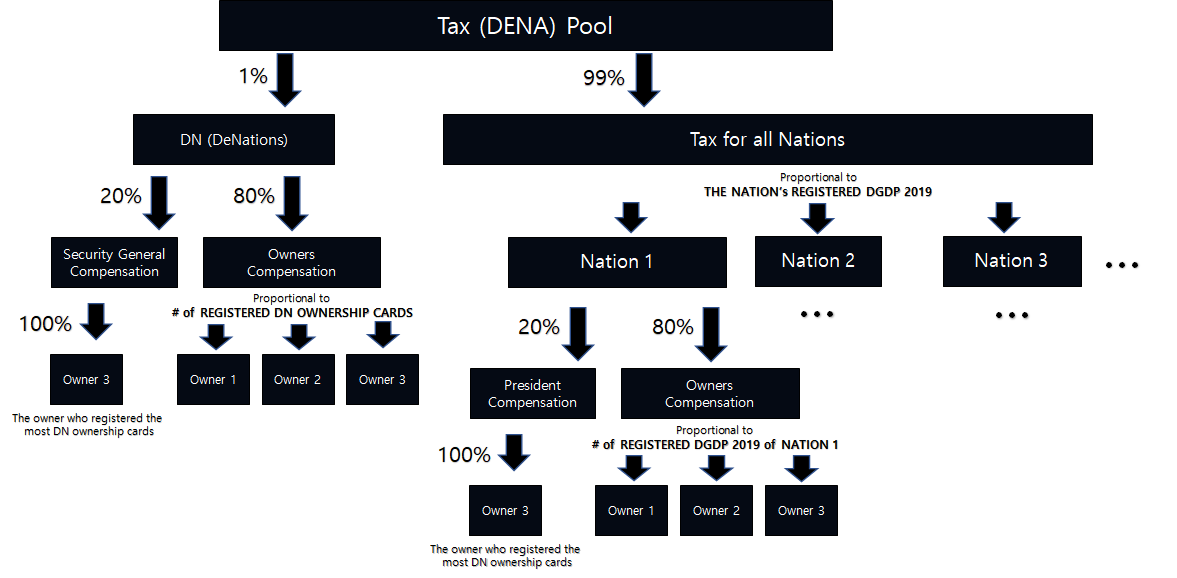 Tax (DENA) Pool
1%
99%
DN (DeNations)
Tax for all Nations
20%
80%
Proportional to
THE NATION's REGISTERED DGDP 2019
Security General
Compensation
Owners
Compensation
Nation 1
Nation 2
Nation 3
...
Proportional to
# of REGISTERED DN OWNERSHIP CARDS
100%
...
...
20%
80%
Owner 3
Owner 1
Owner 2
Owner 3
The owner who registered the
most DN ownership cards
President
Compensation
Owners
Compensation
Proportional to
# of REGISTERED DGDP 2019 of NATION 1
100%
Owner 3
Owner 1
Owner 2
Owner 3
The owner who registered the
most DN ownership cards